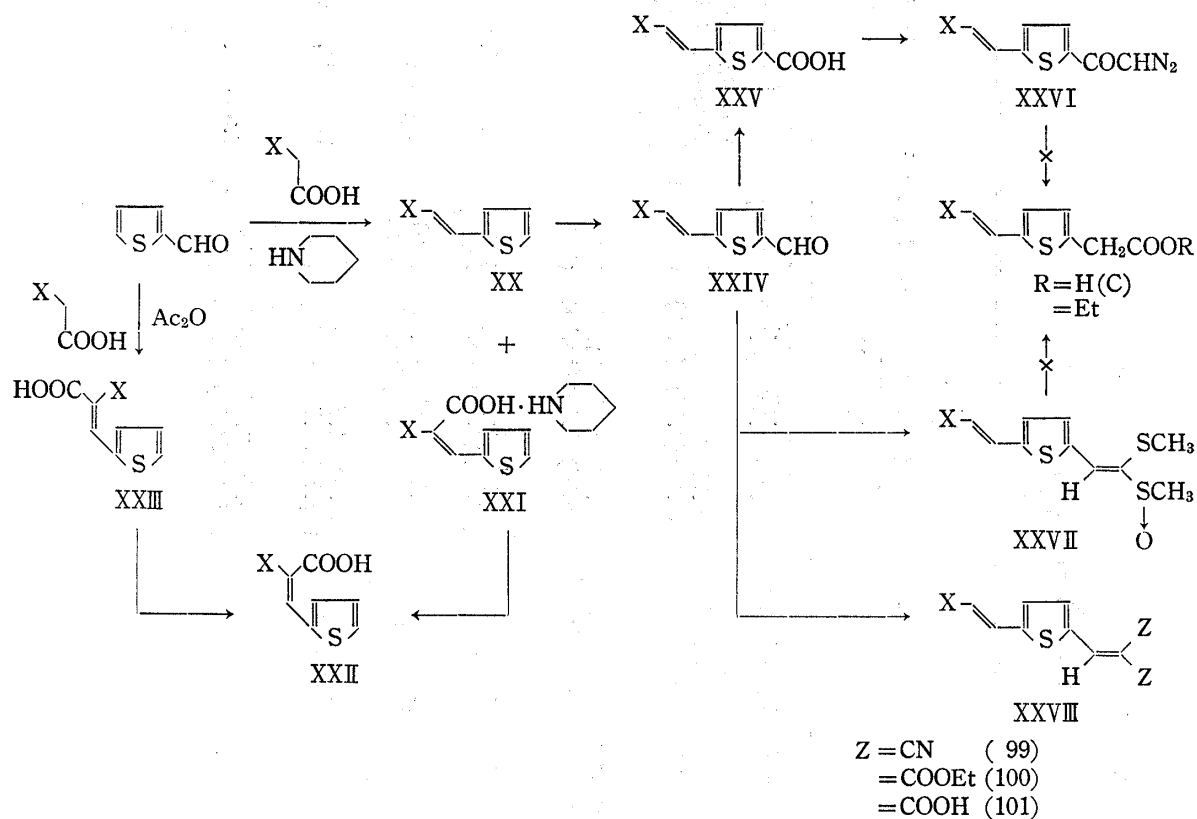 X S COOH
XXV
X S COCHN₂
XXVI
X
COOH
HN
S CHO
X S
XX
X S CHO
XXIV
X S CH₂COOR
R=H(C)
=Et
X
COOH
Ac₂O
+
HOOC X
S
XXIII
COOH·HN
X S
XXI
X S SCH₃
H SCH₃
O
XXVII
X COOH
S
XXII
X S Z
H Z
XXVIII
Z=CN ( 99)
=COOEt (100)
=COOH (101)